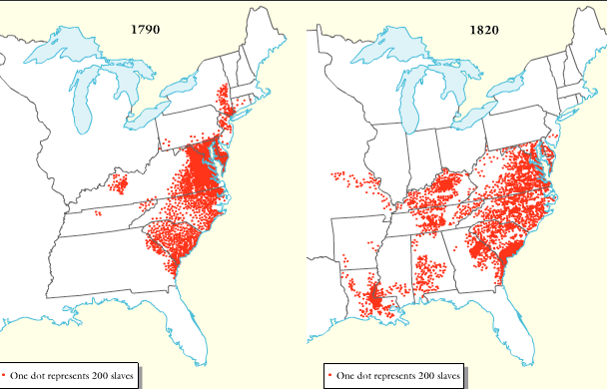 1790
1820
One dot represents 200 slaves
One dot represents 200 slaves